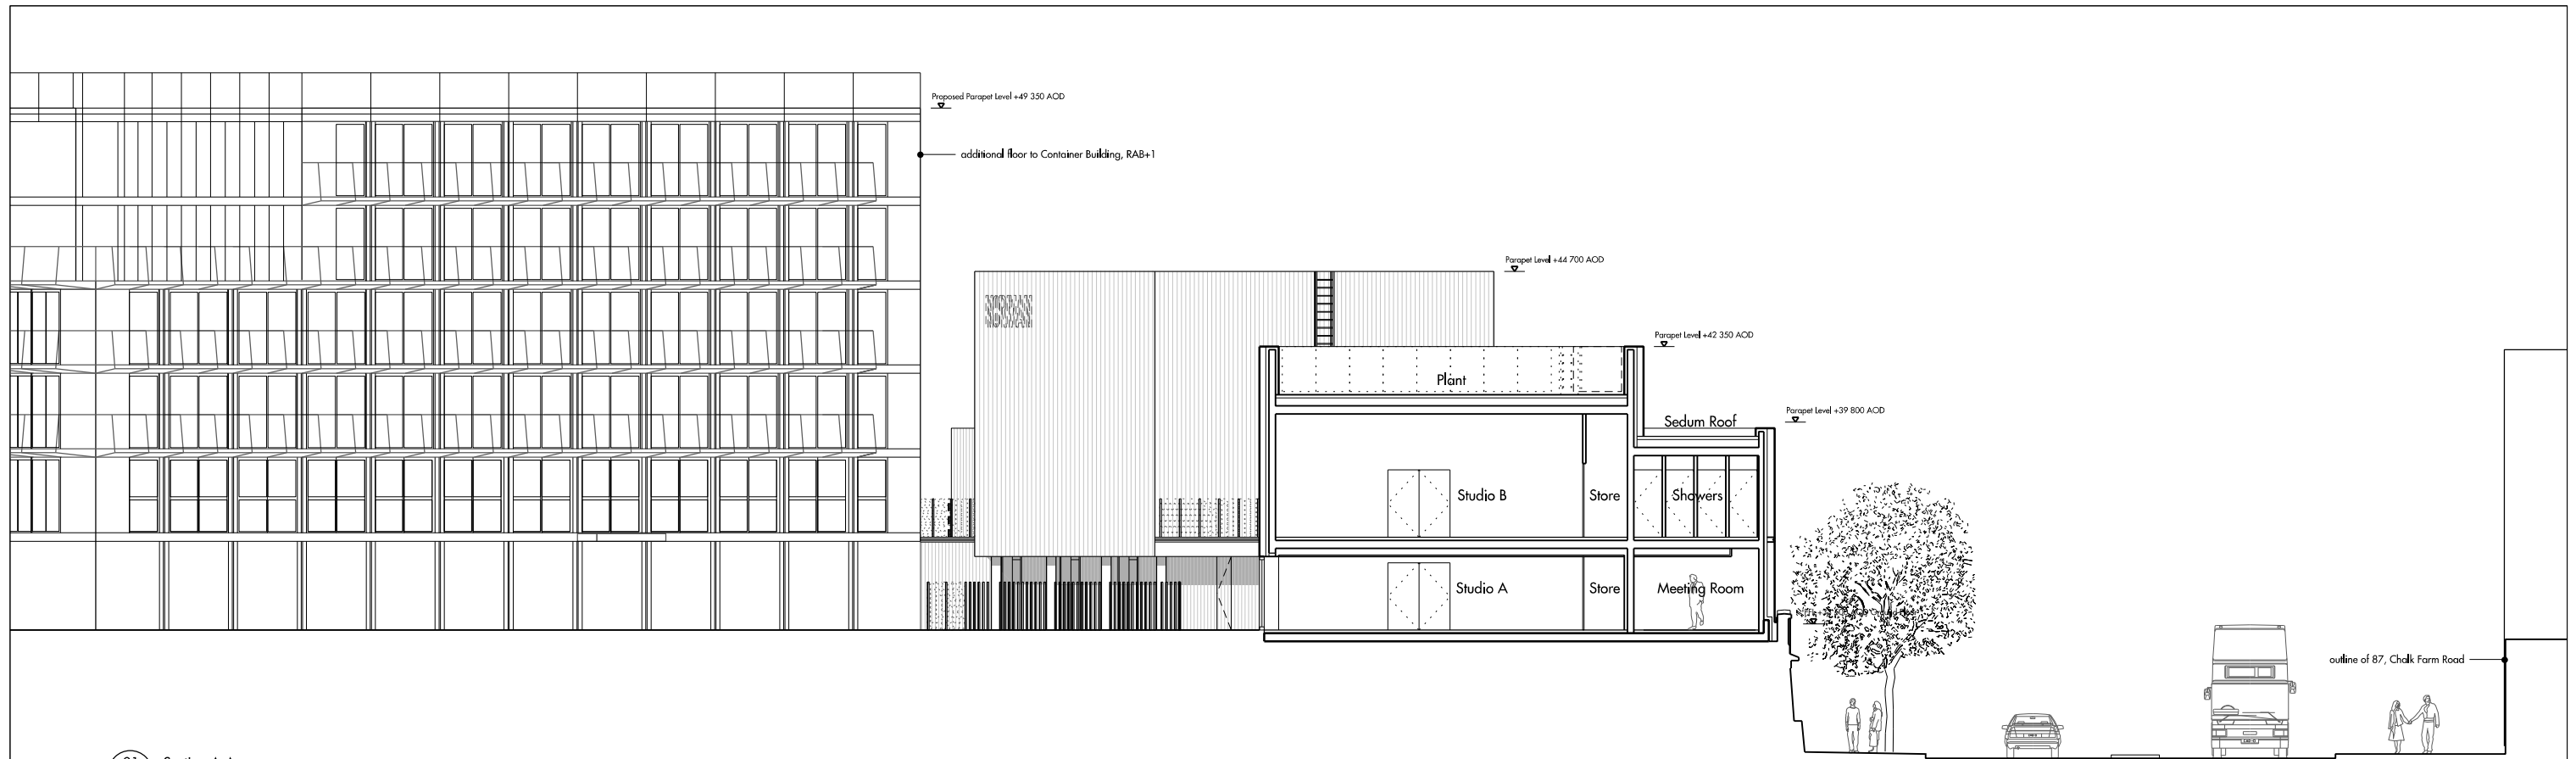 Proposed Parapet Level +49 350 AOD
additional floor to Container Building, RAB+1
Parapet Level +44 700 AOD
Parapet Level +42 350 AOD
Plant
Parapet Level +39 800 AOD
Sedum Roof
Studio B
Store
Showers
Studio A
Store
Meeting Room
outline of 87, Chalk Farm Road